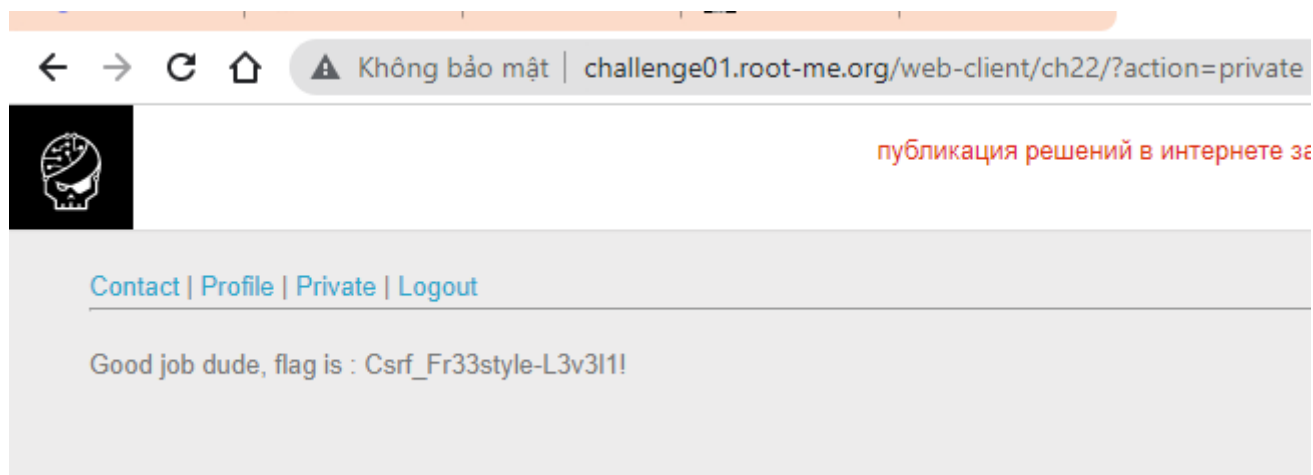 Không bảo mật | challenge01.root-me.org/web-client/ch22/?action=private
публикация решений в интернете за
Contact | Profile | Private | Logout
Good job dude, flag is : Csrf_Fr33style-L3v3l1!